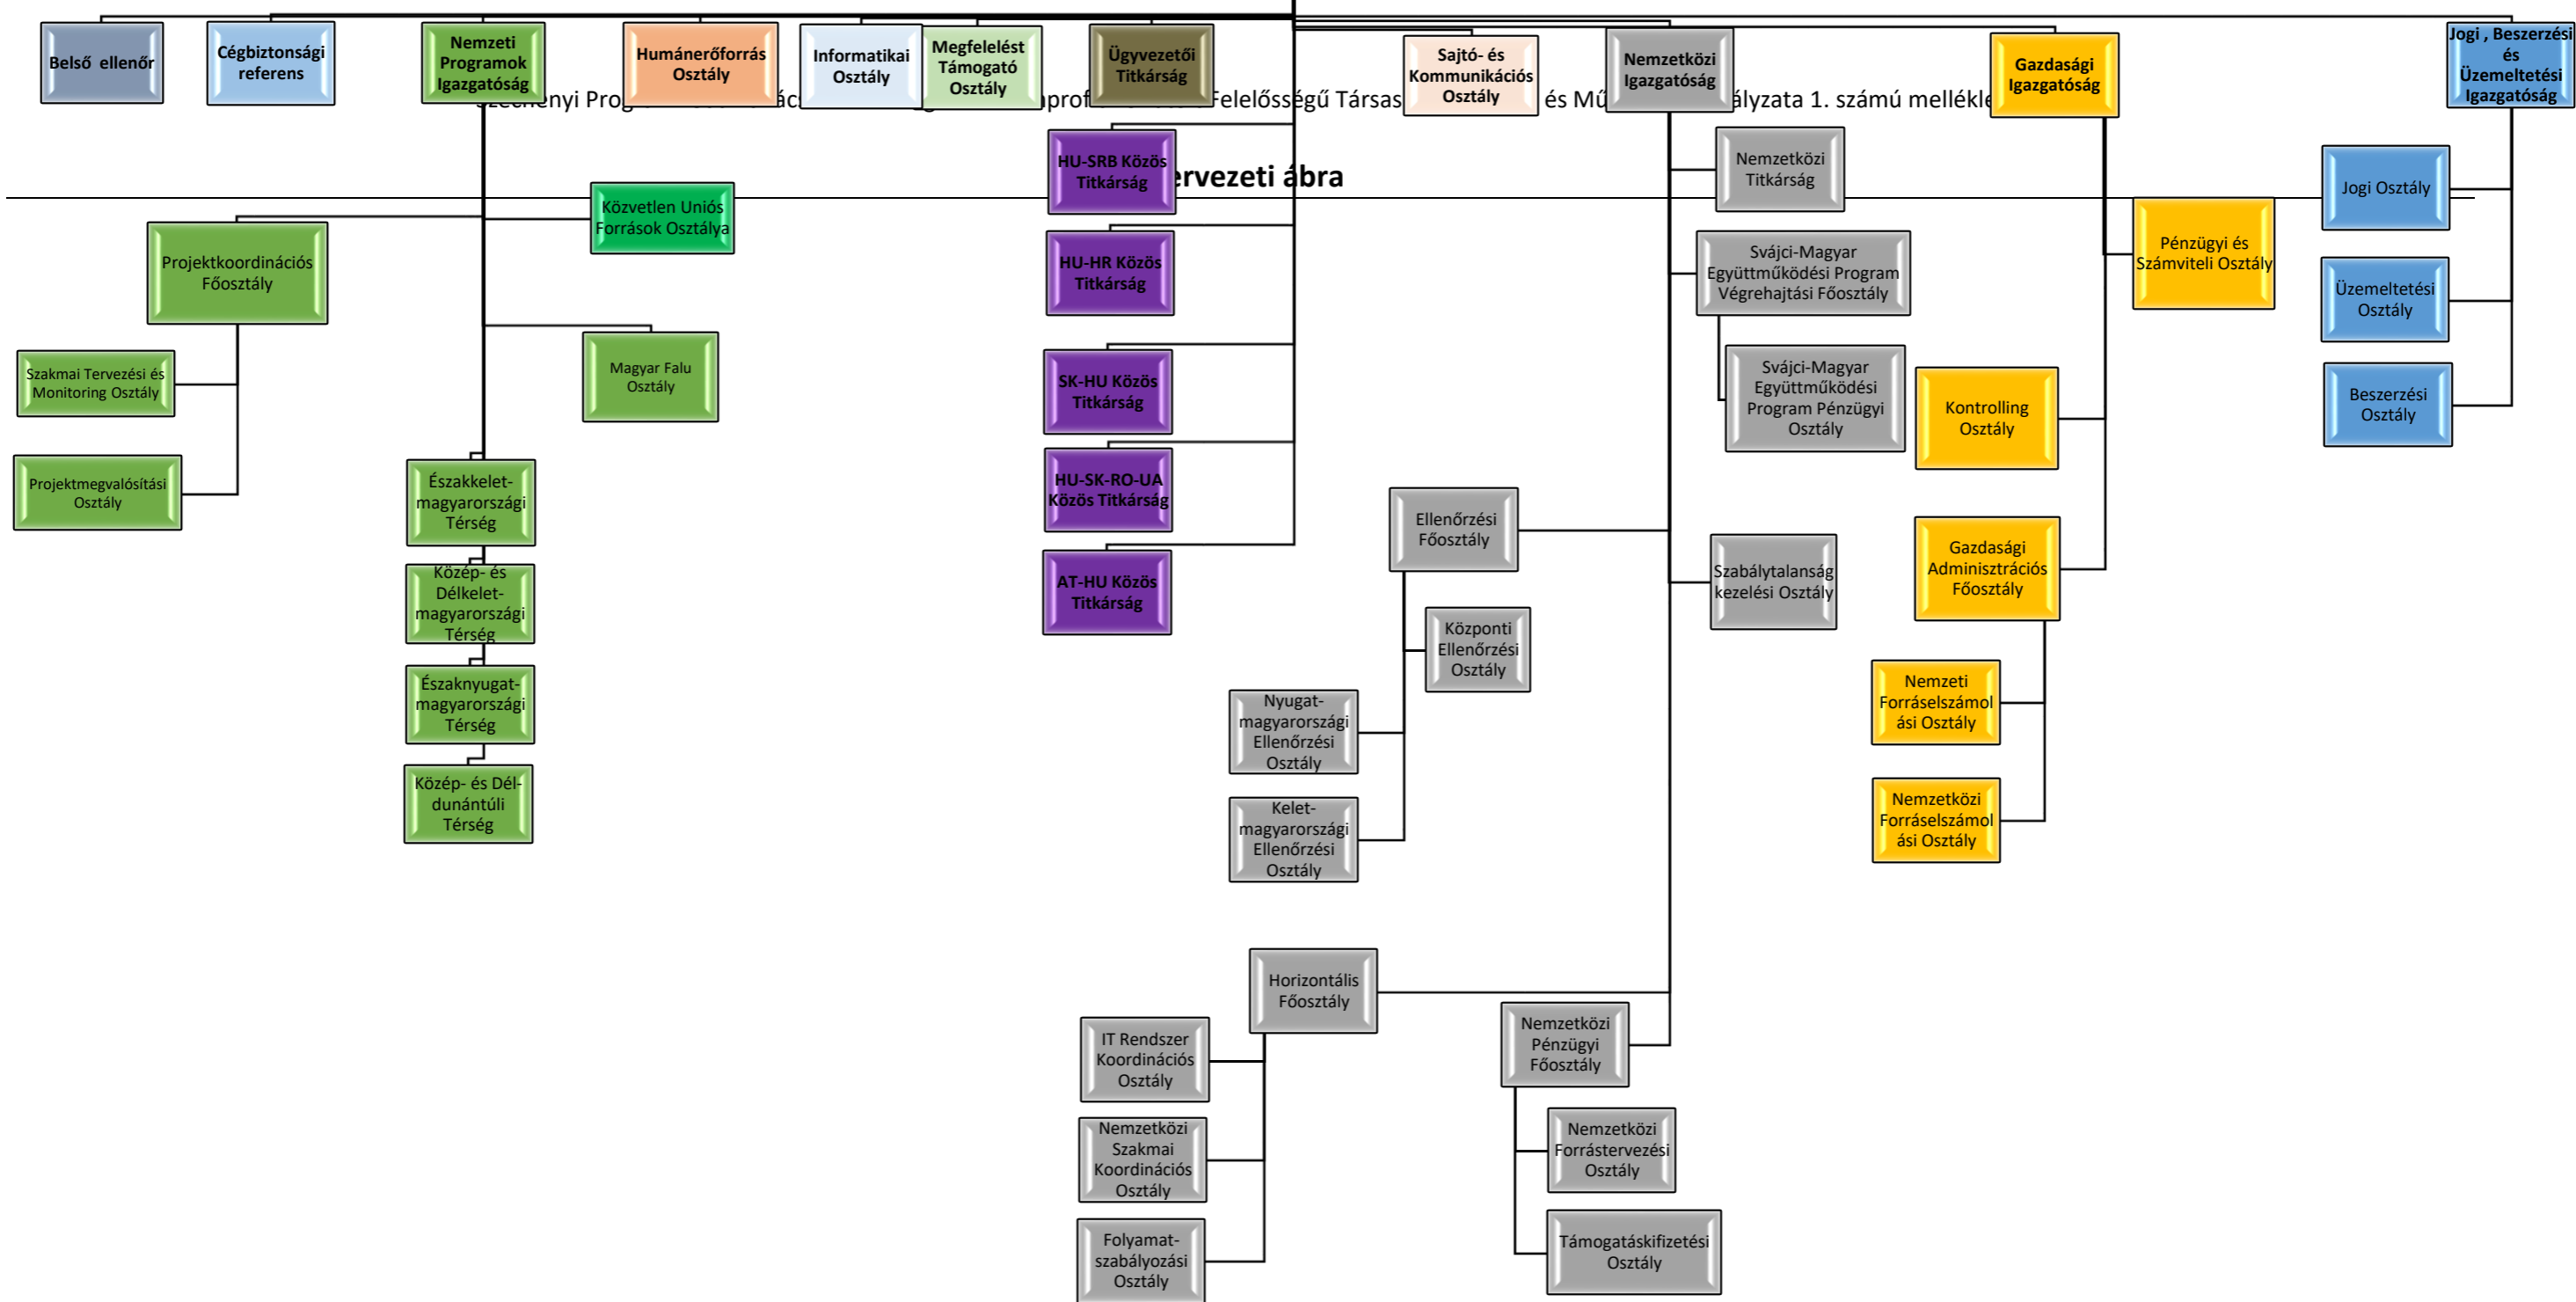 Belső ellenőr
Cégbiztonsági
referens
Nemzeti
Programok
Igazgatóság
Humánerőforrás
Osztály
Informatikai
Osztály
Megfelelést
Támogató
Osztály
Ügyvezetői
Titkárság
Sajtó- és
Kommunikációs
Osztály
Nemzetközi
Igazgatóság
Gazdasági
Igazgatóság
Jogi , Beszerzési
és
Üzemeltetési
Igazgatóság
Felelősségű és 1. számú
ábra
HU-SRB Közös
Titkárság
HU-HR Közös
Titkárság
SK-HU Közös
Titkárság
HU-SK-RO-UA
Közös Titkárság
AT-HU Közös
Titkárság
Közvetlen Uniós
Források Osztálya
Projektkoordinációs
Főosztály
Szakmai Tervezési és
Monitoring Osztály
Projektmegvalósítási
Osztály
Magyar Falu
Osztály
Északkelet-
magyarországi
Térség
Közép- és
Délkelet-
magyarországi
Térség
Északnyugat-
magyarországi
Térség
Közép- és Dél-
dunántúli
Térség
Nemzetközi
Titkárság
Svájci-Magyar
Együttműködési Program
Végrehajtási Főosztály
Svájci-Magyar
Együttműködési
Program Pénzügyi
Osztály
Ellenőrzési
Főosztály
Központi
Ellenőrzési
Osztály
Nyugat-
magyarországi
Ellenőrzési
Osztály
Kelet-
magyarországi
Ellenőrzési
Osztály
Szabálytalanság
kezelési Osztály
Horizontális
Főosztály
IT Rendszer
Koordinációs
Osztály
Nemzetközi
Szakmai
Koordinációs
Osztály
Folyamat-
szabályozási
Osztály
Nemzetközi
Pénzügyi
Főosztály
Nemzetközi
Forrástervezési
Osztály
Támogatáskifizetési
Osztály
Pénzügyi és
Számviteli Osztály
Kontrolling
Osztály
Gazdasági
Adminisztrációs
Főosztály
Nemzeti
Forráselszámol
ási Osztály
Nemzetközi
Forráselszámol
ási Osztály
Jogi Osztály
Üzemeltetési
Osztály
Beszerzési
Osztály